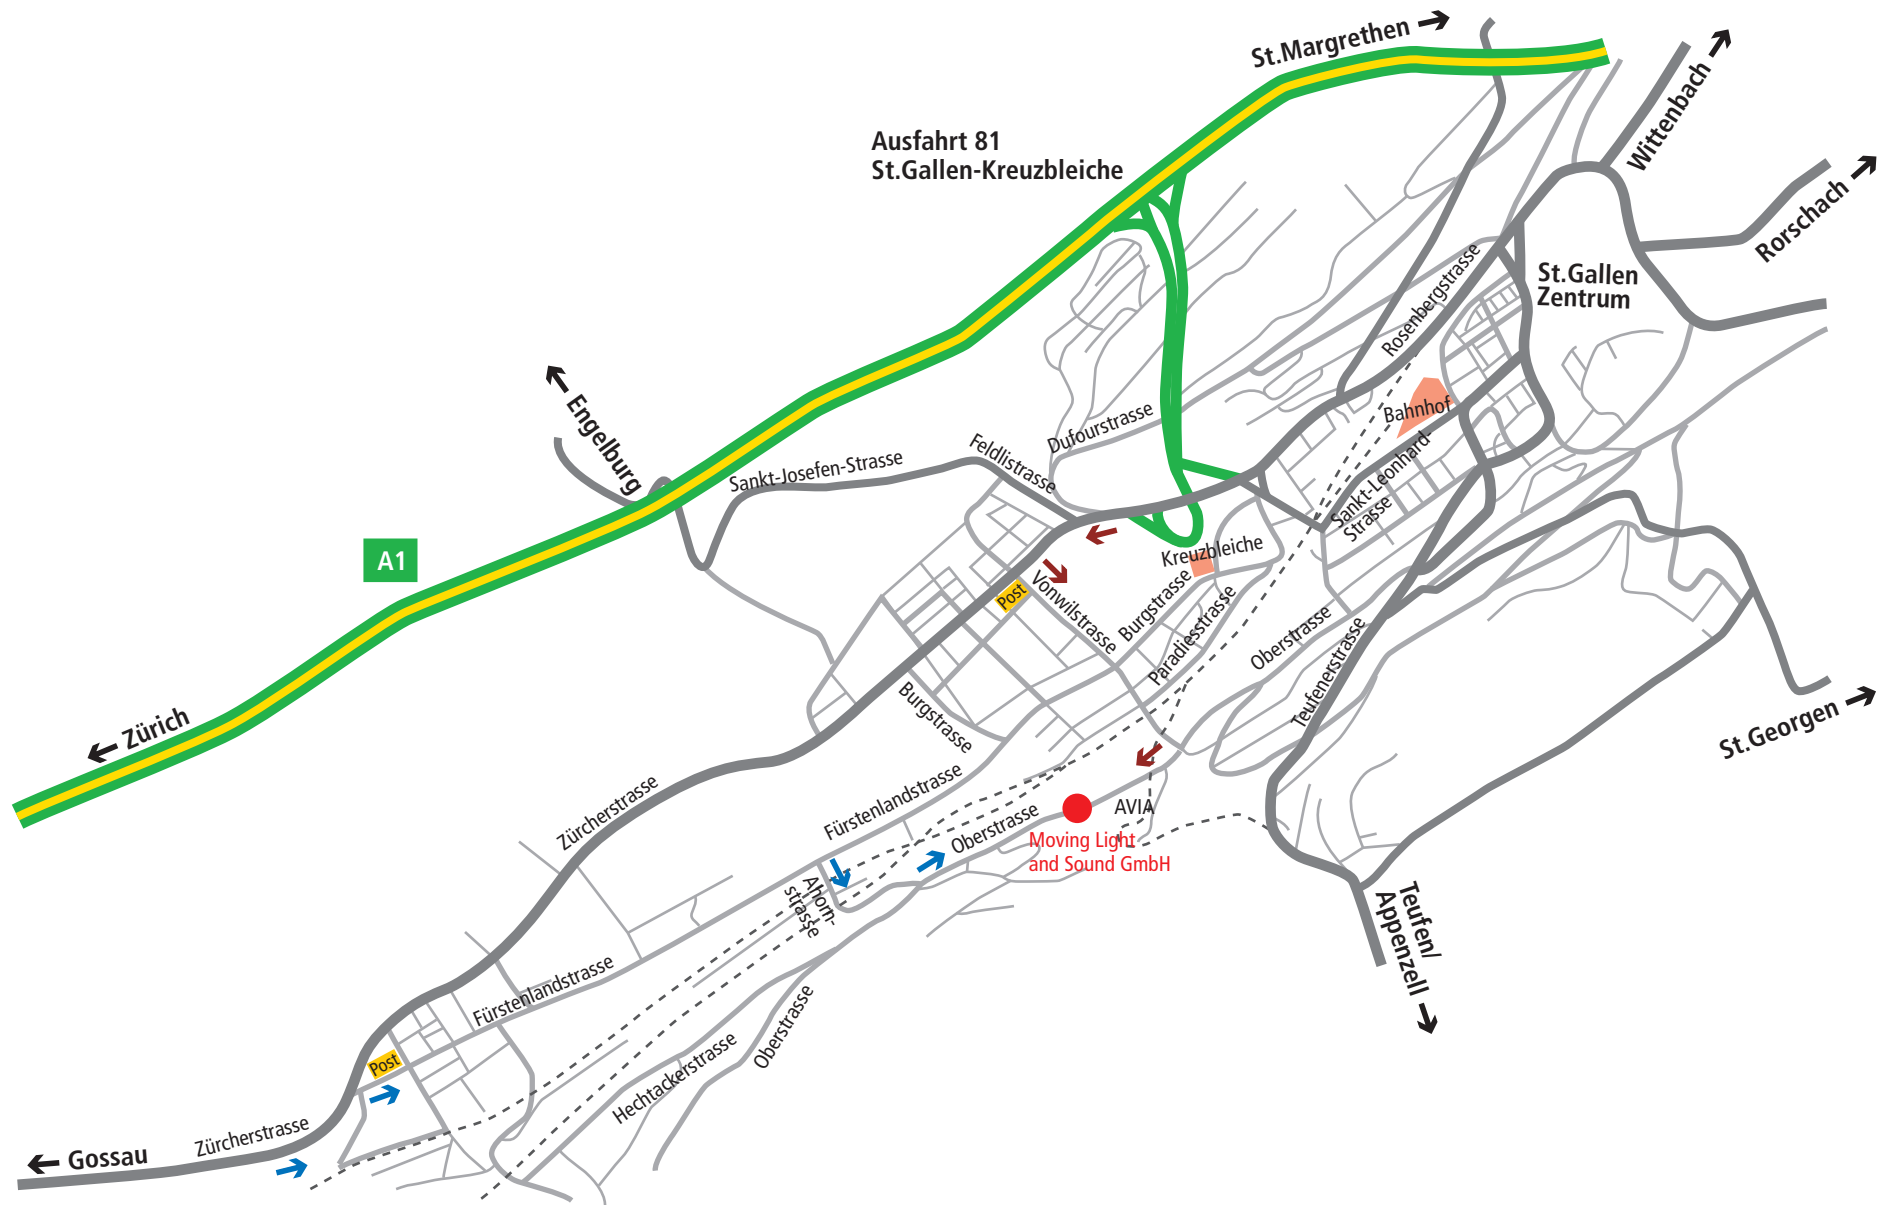 St.Margrethen
Wittenbach
Ausfahrt 81
St.Gallen-Kreuzbleiche
Rorschach
Rosenbergstrasse
St.Gallen
Zentrum
Engelburg
Bahnhof
Dufourstrasse
Feldlistrasse
Sankt-Josefen-Strasse
Sankt-Leonhard-
Strasse
A1
Kreuzbleiche
Post
Vonwilstrasse
Burgstrasse
Paradiesstrasse
Oberstrasse
Teufenerstrasse
Burgstrasse
Zürich
St.Georgen
Zürcherstrasse
Fürstenlandstrasse
Oberstrasse
AVIA
Moving Light
and Sound GmbH
Ahorn-
strasse
Teufen/
Appenzell
Fürstenlandstrasse
Oberstrasse
Post
Hechtackerstrasse
Zürcherstrasse
Gossau